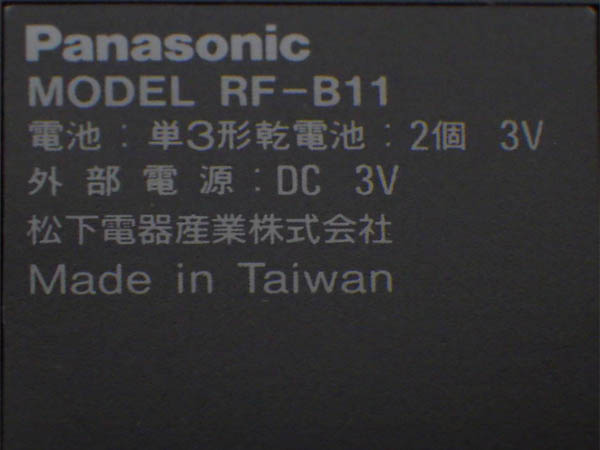 Panasonic
MODEL RF-B11
電池:単3形乾電池:2個 3V
外部電源:DC 3V
松下電器産業株式会社
Made in Taiwan